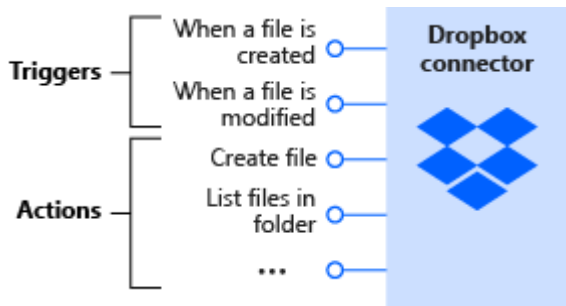 When a file is
created
Dropbox
connector
Triggers
When a file is
modified
Create file
Actions
List files in
folder
...